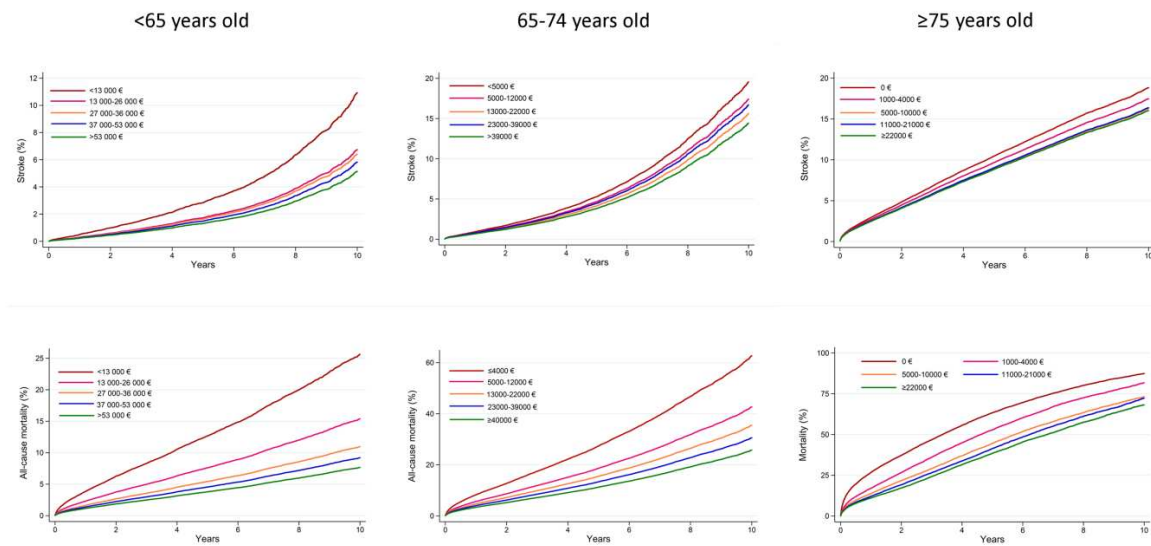 <65 years old
65-74 years old
≥75 years old
Stroke (%)
12
10
8
6
4
2
0
<13 000 €
13 000-26 000 €
27 000-36 000 €
37 000-53 000 €
>53 000 €
0 2 4 6 8 10
Years
Stroke (%)
20
15
10
5
0
<5000 €
5000-12000 €
13000-22000 €
23000-39000 €
>39000 €
0 2 4 6 8 10
Years
Stroke (%)
20
15
10
5
0
0 €
1000-4000 €
5000-10000 €
11000-21000 €
≥22000 €
0 2 4 6 8 10
Years
All-cause mortality (%)
25
20
15
10
5
0
<13 000 €
13 000-26 000 €
27 000-36 000 €
37 000-53 000 €
>53 000 €
0 2 4 6 8 10
Years
All-cause mortality (%)
60
40
20
0
≤4000 €
5000-12000 €
13000-22000 €
23000-39000 €
≥40000 €
0 2 4 6 8 10
Years
Mortality (%)
100
75
50
25
0
0 € 1000-4000 €
5000-10000 € 11000-21000 €
≥22000 €
0 2 4 6 8 10
Years